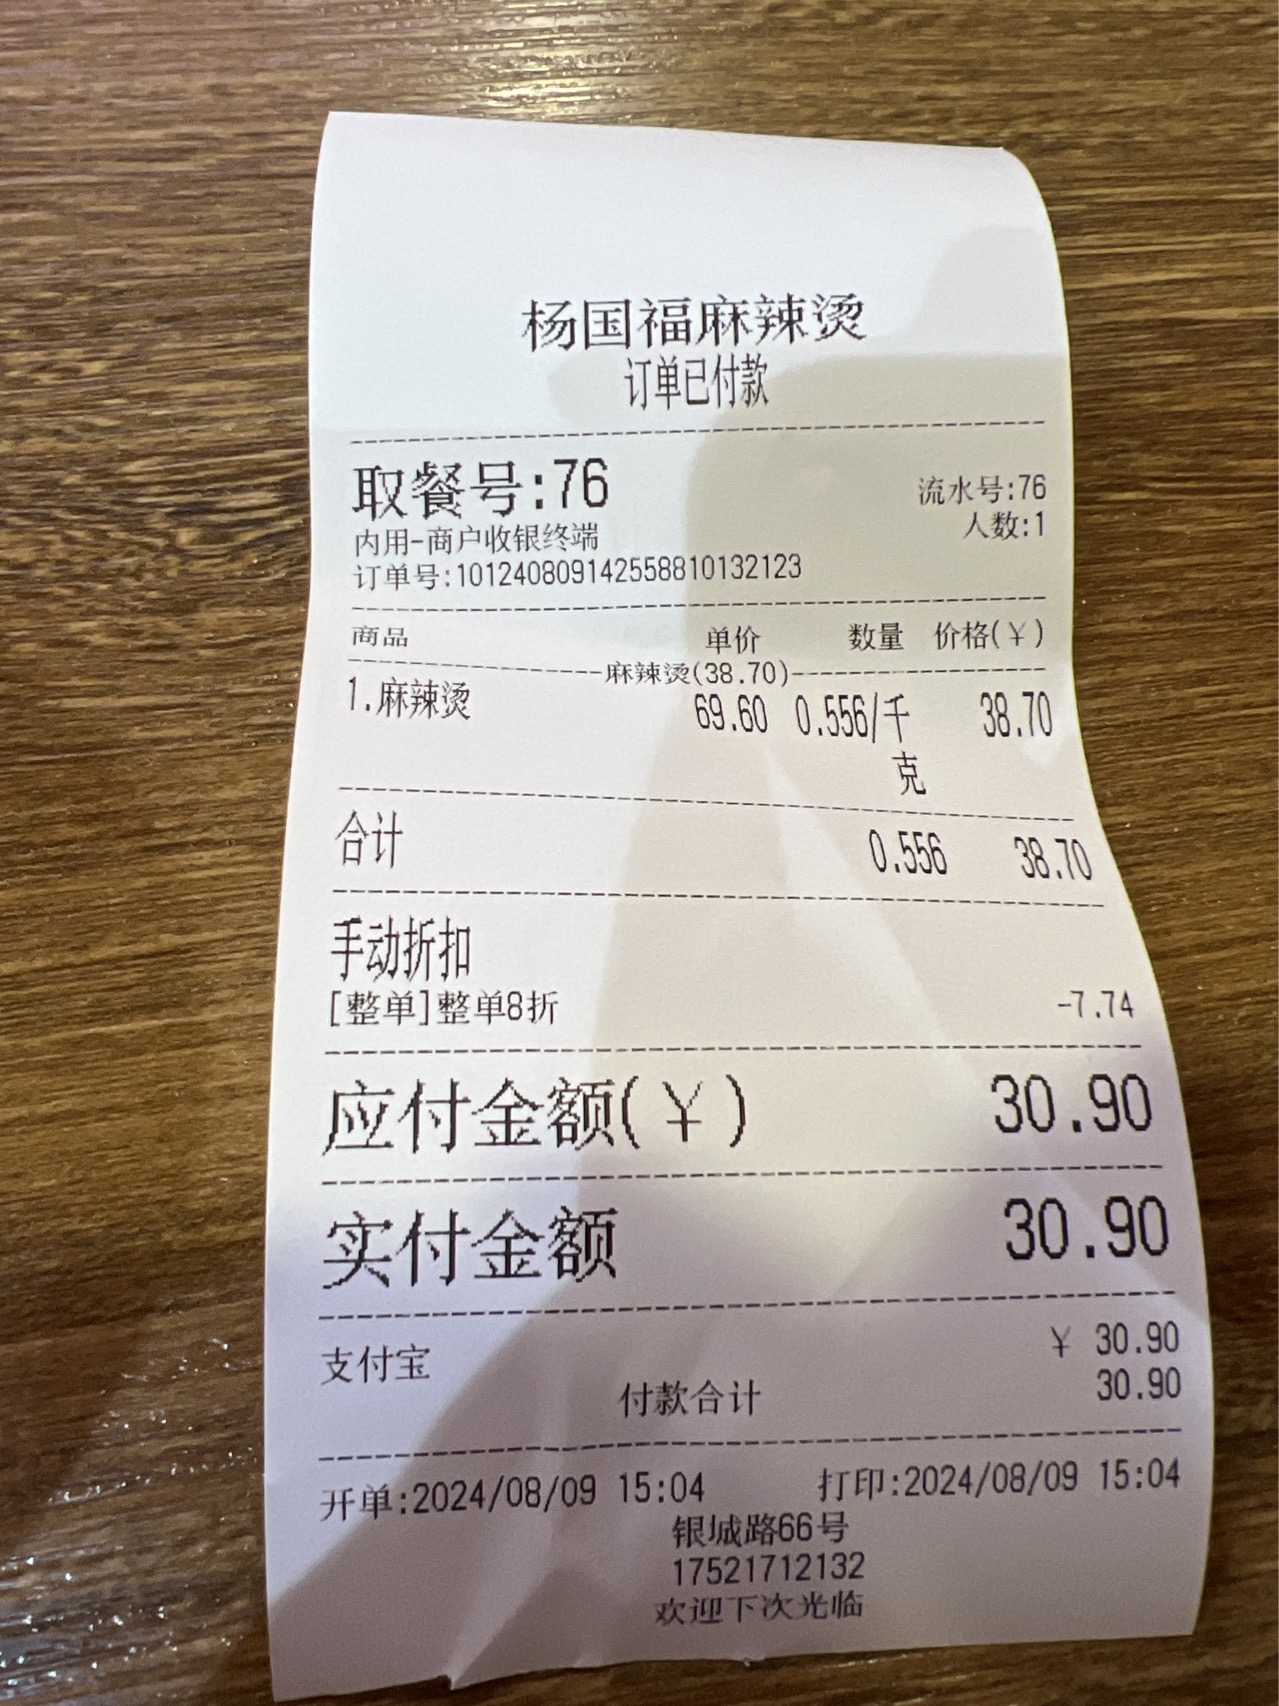 杨国福麻辣烫
订单已付款
取餐号:76 流水号:76
内用-商户收银终端 人数:1
订单号:101240809142558810132123
商品 单价 数量 价格(￥)
麻辣烫(38.70)
1.麻辣烫 69.60 0.556/千克 38.70
合计 0.556 38.70
手动折扣
[整单]整单8折 -7.74
应付金额(￥) 30.90
实付金额 30.90
支付宝 ￥ 30.90
付款合计 30.90
开单:2024/08/09 15:04 打印:2024/08/09 15:04
银城路66号
17521712132
欢迎下次光临